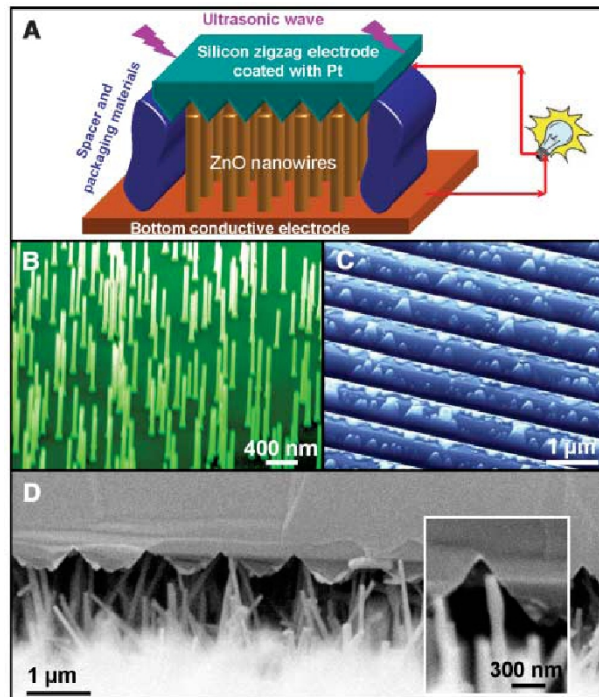 A
Ultrasonic wave
Silicon zigzag electrode
coated with Pt
Spacer and
packaging materials
ZnO nanowires
Bottom conductive electrode
B
400 nm
C
1 µm
D
1 µm
300 nm